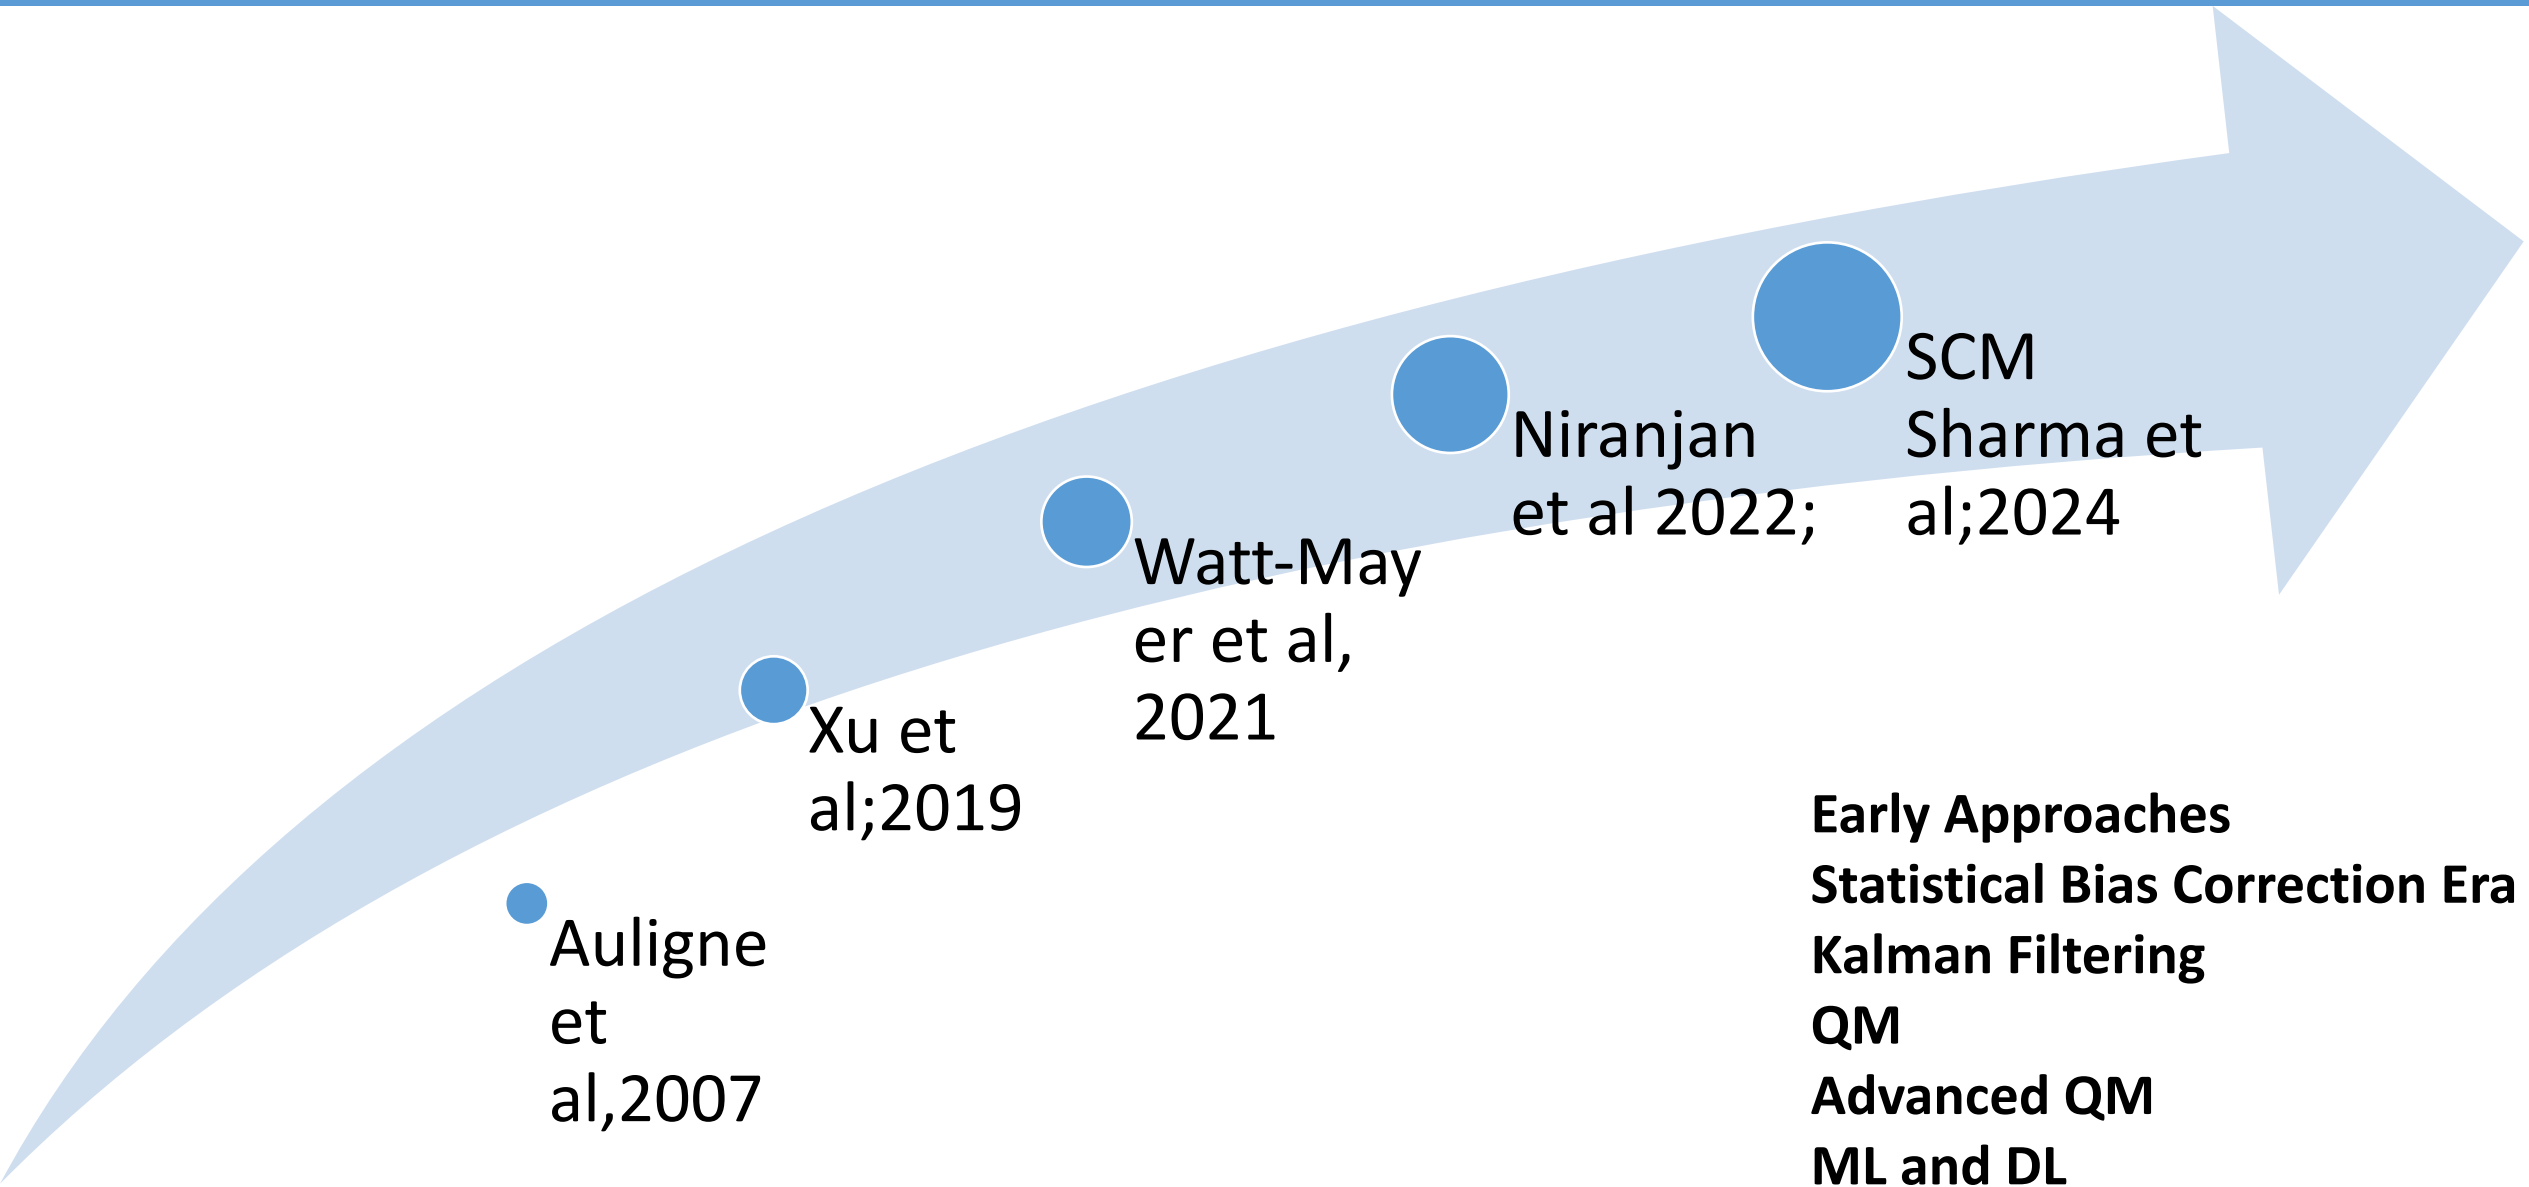 Auligne
et
al,2007
Xu et
al;2019
Watt-May
er et al,
2021
Niranjan
et al 2022;
SCM
Sharma et
al;2024
Early Approaches
Statistical Bias Correction Era
Kalman Filtering
QM
Advanced QM
ML and DL